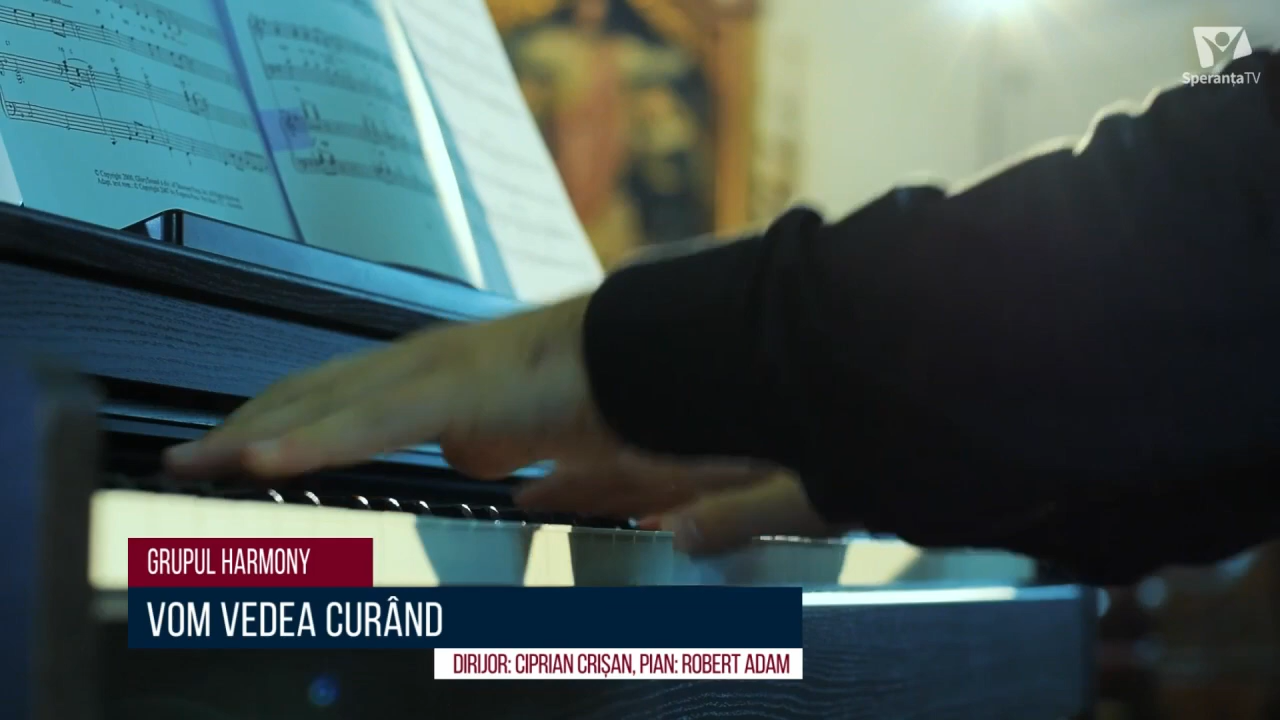 SperanțaTV
GRUPUL HARMONY
VOM VEDEA CURÂND
DIRIJOR: CIPRIAN CRIȘAN, PIAN: ROBERT ADAM